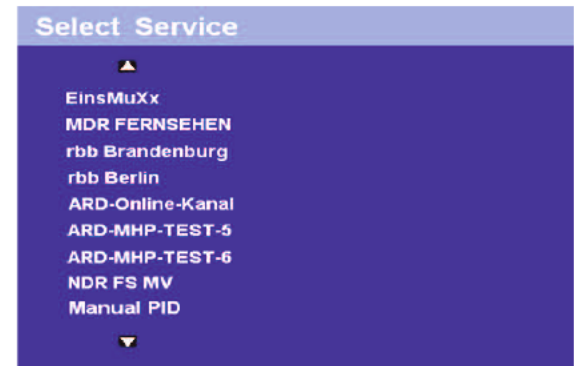 Select Service
EinsMuXx
MDR FERNSEHEN
rbb Brandenburg
rbb Berlin
ARD-Online-Kanal
ARD-MHP-TEST-5
ARD-MHP-TEST-6
NDR FS MV
Manual PID